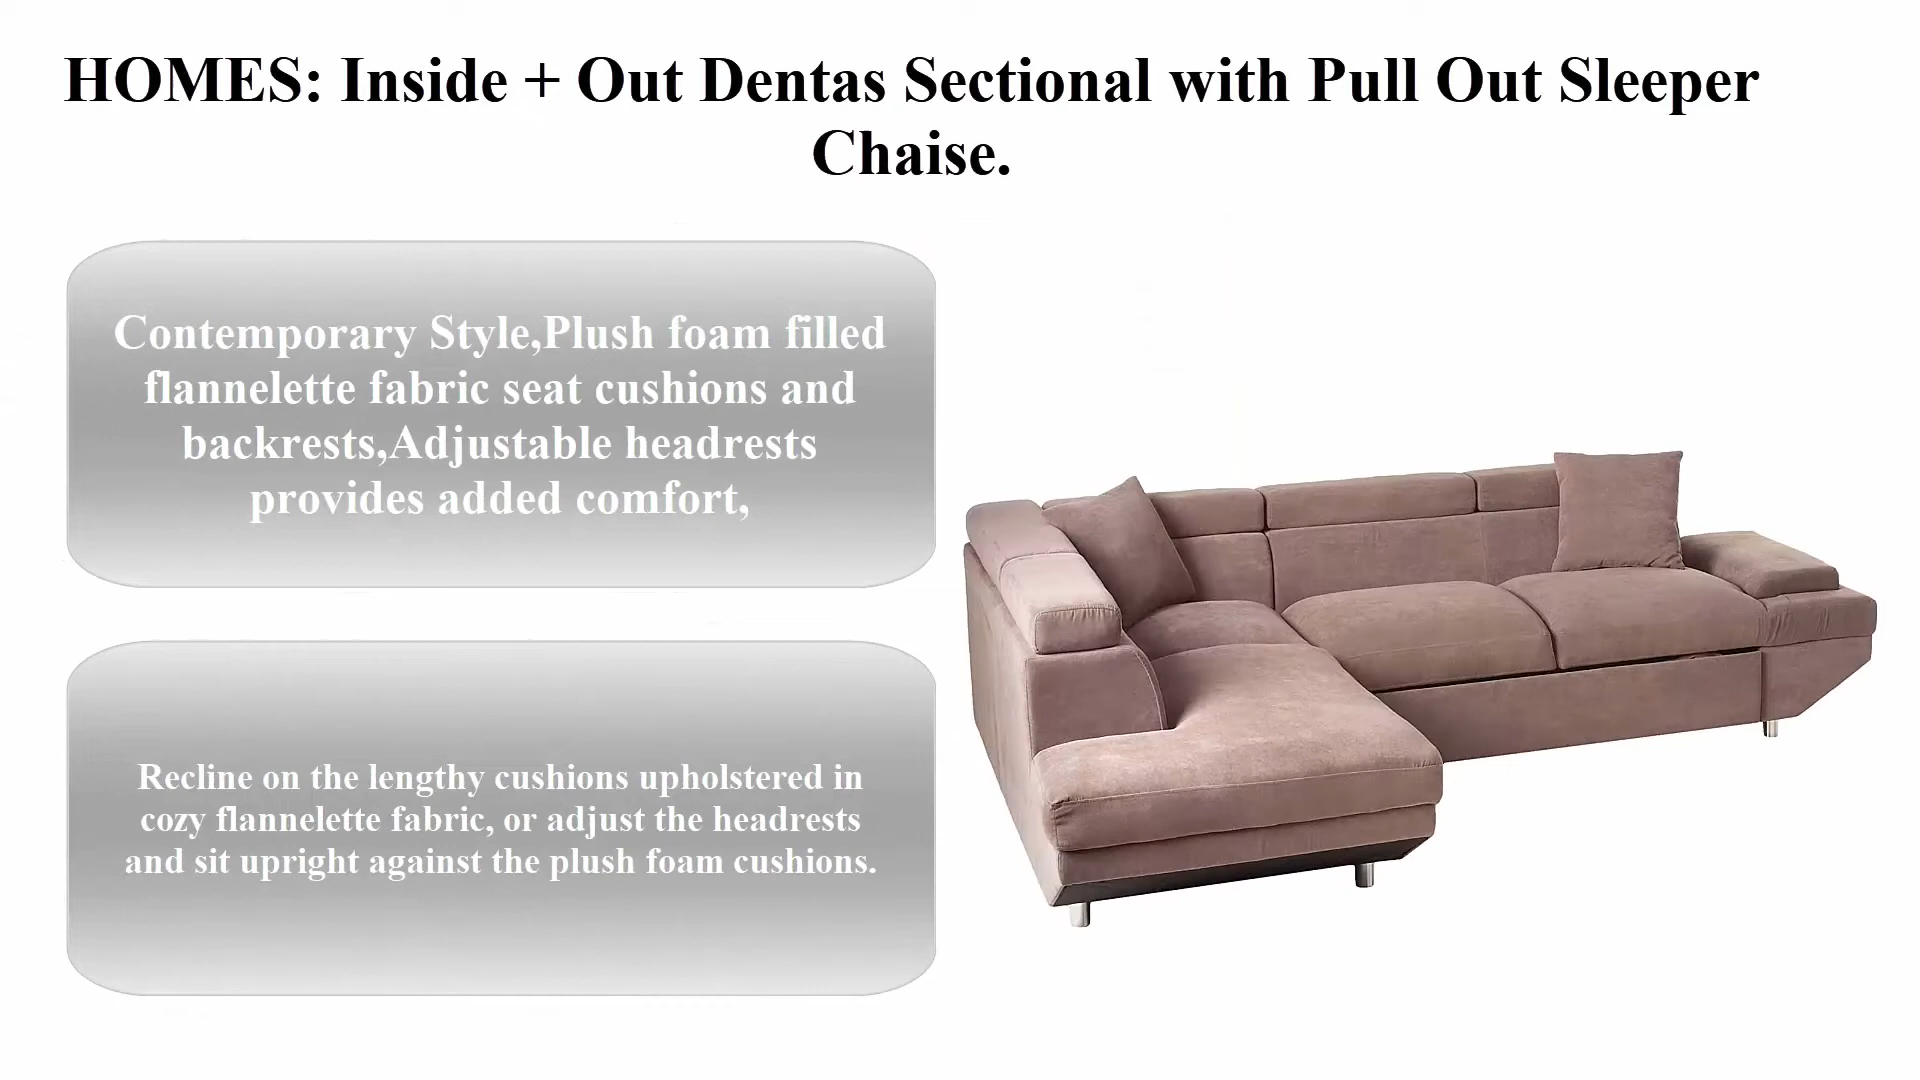 HOMES: Inside + Out Dentas Sectional with Pull Out Sleeper
Chaise.
Contemporary Style,Plush foam filled
flannelette fabric seat cushions and
backrests,Adjustable headrests
provides added comfort,
Recline on the lengthy cushions upholstered in
cozy flannelette fabric, or adjust the headrests
and sit upright against the plush foam cushions.